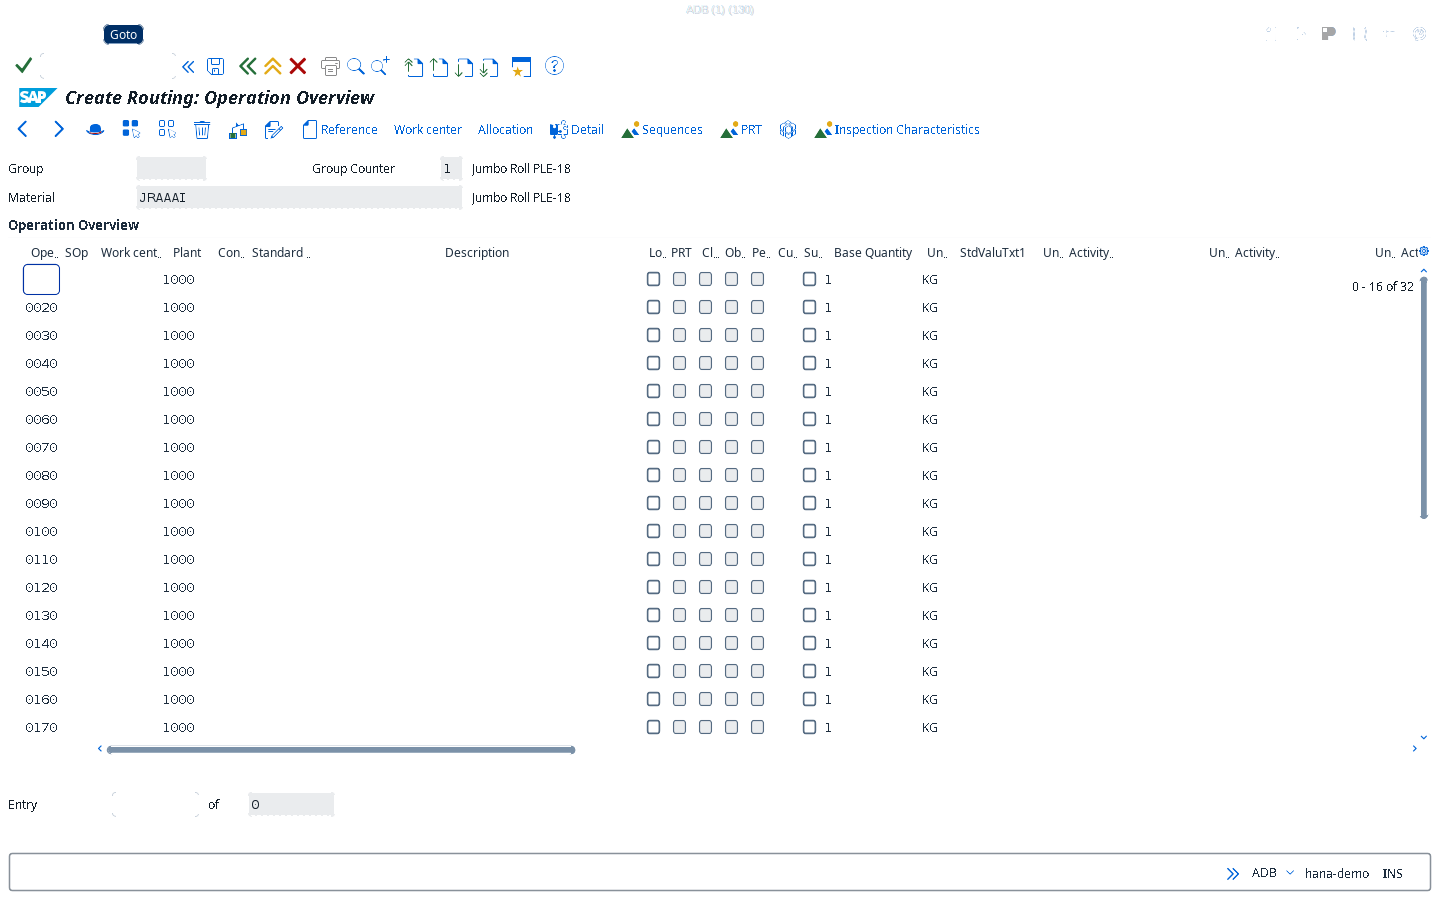 ADB (1) (130)
Goto
SAP Create Routing: Operation Overview
Reference Work center Allocation Detail Sequences PRT Inspection Characteristics
Group Group Counter 1 Jumbo Roll PLE-18
Material JRAAAI Jumbo Roll PLE-18
Operation Overview
Ope.. SOp Work cent.. Plant Con.. Standard .. Description Lo.. PRT Cl.. Ob.. Pe.. Cu.. Su.. Base Quantity Un.. StdValuTxt1 Un.. Activity.. Un.. Activity.. Un.. Act
1000 1 KG
0 - 16 of 32
0020 1000 1 KG
0030 1000 1 KG
0040 1000 1 KG
0050 1000 1 KG
0060 1000 1 KG
0070 1000 1 KG
0080 1000 1 KG
0090 1000 1 KG
0100 1000 1 KG
0110 1000 1 KG
0120 1000 1 KG
0130 1000 1 KG
0140 1000 1 KG
0150 1000 1 KG
0160 1000 1 KG
0170 1000 1 KG
Entry of 0
ADB hana-demo INS